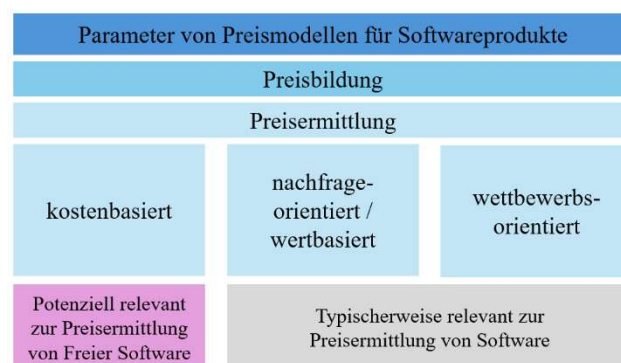 Parameter von Preismodellen für Softwareprodukte
Preisbildung
Preisermittlung
kostenbasiert
nachfrage-
orientiert /
wertbasiert
wettbewerbs-
orientiert
Potenziell relevant
zur Preisermittlung
von Freier Software
Typischerweise relevant zur
Preisermittlung von Software